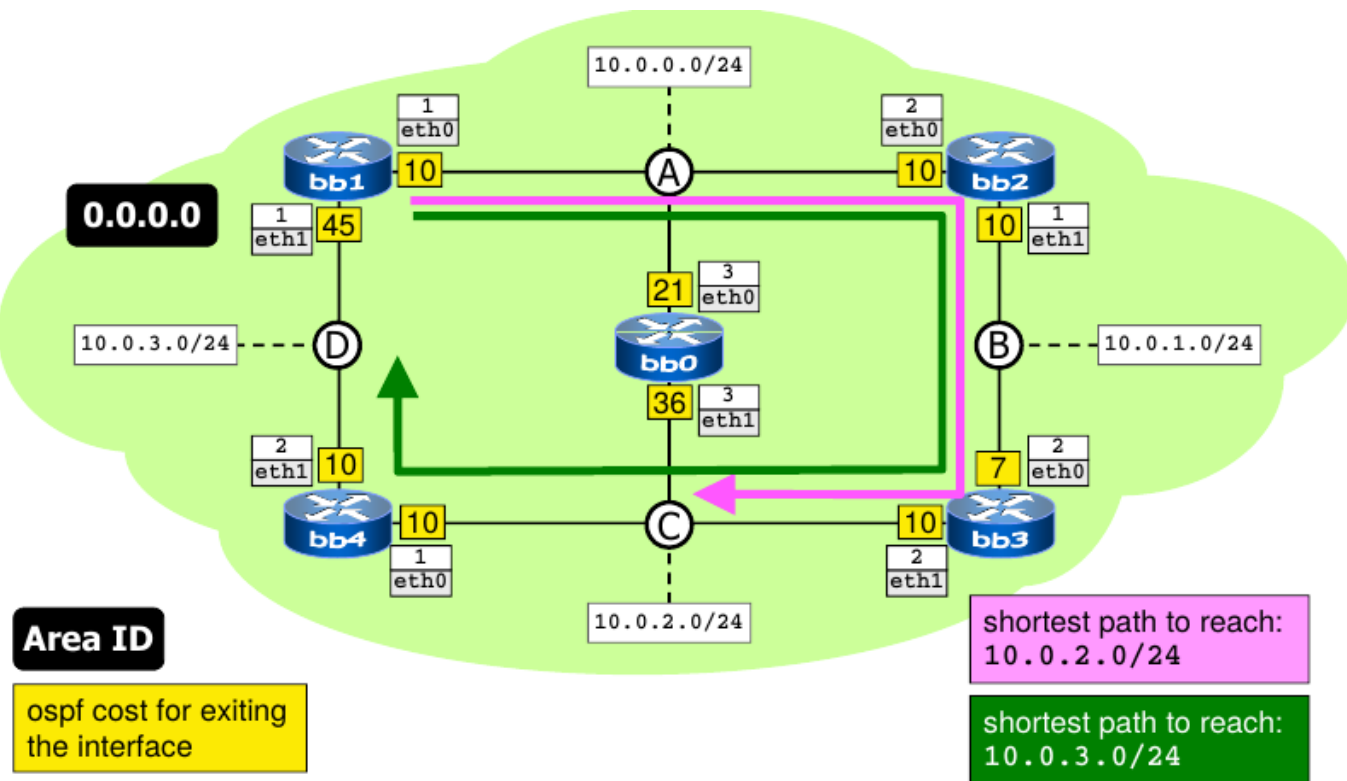 10.0.0.0/24
1
eth0
2
eth0
10
A
10
bb1
bb2
0.0.0.0
1
eth1
45
10
1
eth1
21
3
eth0
10.0.3.0/24
D
bb0
B
10.0.1.0/24
36
3
eth1
2
eth1
10
7
2
eth0
bb4
10
C
10
bb3
1
eth0
2
eth1
10.0.2.0/24
Area ID
ospf cost for exiting
the interface
shortest path to reach:
10.0.2.0/24
shortest path to reach:
10.0.3.0/24